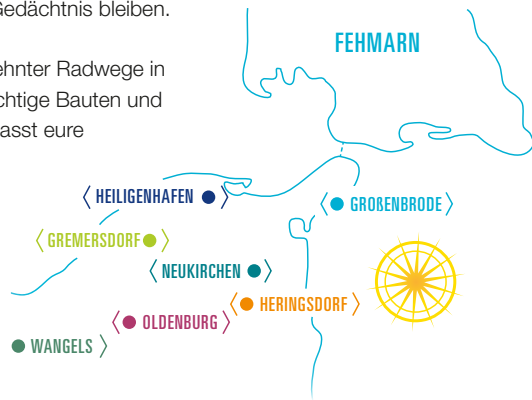 Gedächtnis bleiben.
ehnter Radwege in
chtige Bauten und
asst eure
FEHMARN
HEILIGENHAFEN
GROẞENBRODE
GREMERSDORF
NEUKIRCHEN
HERINGSDORF
OLDENBURG
WANGELS